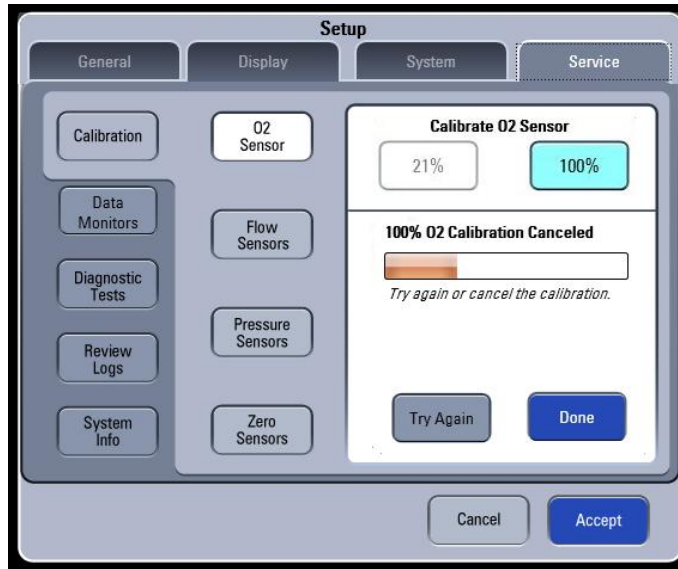 Setup
General
Display
System
Service
Calibration
Data
Monitors
Diagnostic
Tests
Review
Logs
System
Info
O2
Sensor
Flow
Sensors
Pressure
Sensors
Zero
Sensors
Calibrate O2 Sensor
21%
100%
100% O2 Calibration Canceled
Try again or cancel the calibration.
Try Again
Done
Cancel
Accept